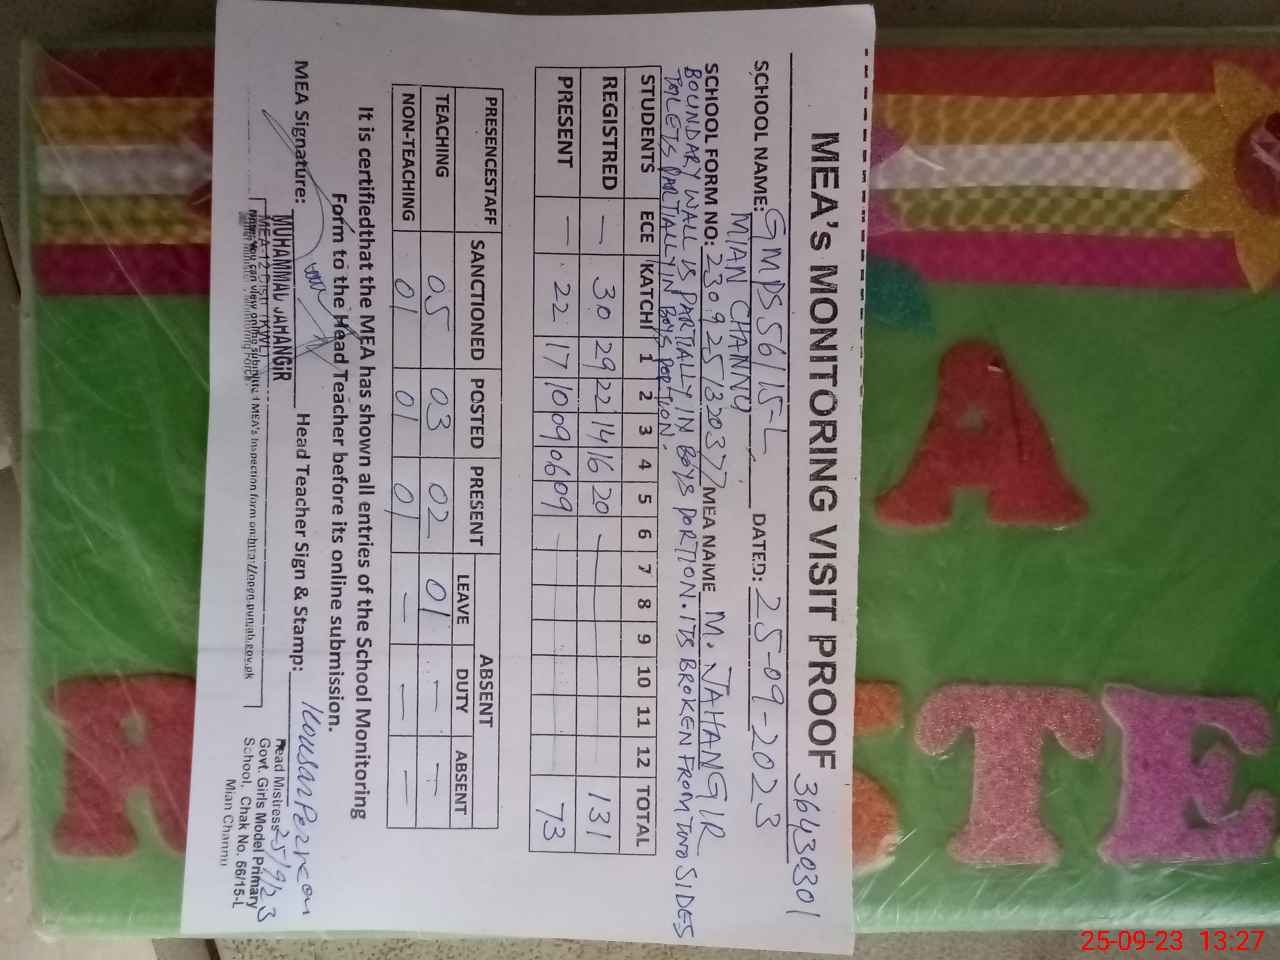 MEA's MONITORING VISIT PROOF 36430301
SCHOOL NAME: GMPS 56/15-L DATED: 25-09-2023
MIAN CHANNU
SCHOOL FORM NO: 230925132037 MEA NAME M. JAHANGIR
BOUNDARY WALL IS PARTIALLY IN BOYS PORTION. ITS BROKEN FROM TWO SIDES
TOILETS PARTIALLY IN BOYS PORTION.
STUDENTS ECE KATCHI 1 2 3 4 5 6 7 8 9 10 11 12 TOTAL
REGISTRED — 30 29 22 14 16 20 — 131
PRESENT — 22 17 10 09 06 09 — 73
PRESENCESTAFF SANCTIONED POSTED PRESENT ABSENT
LEAVE DUTY ABSENT
TEACHING 05 03 02 01 — —
NON-TEACHING 01 01 01 — — —
It is certifiedthat the MEA has shown all entries of the School Monitoring
Form to the Head Teacher before its online submission.
MEA Signature: Head Teacher Sign & Stamp:
MUHAMMAD JAHANGIR
Head Mistress 25/9/23
Govt. Girls Model Primary
School, Chak No. 56/15-L
Mian Channu
A
STE
25-09-23 13:27